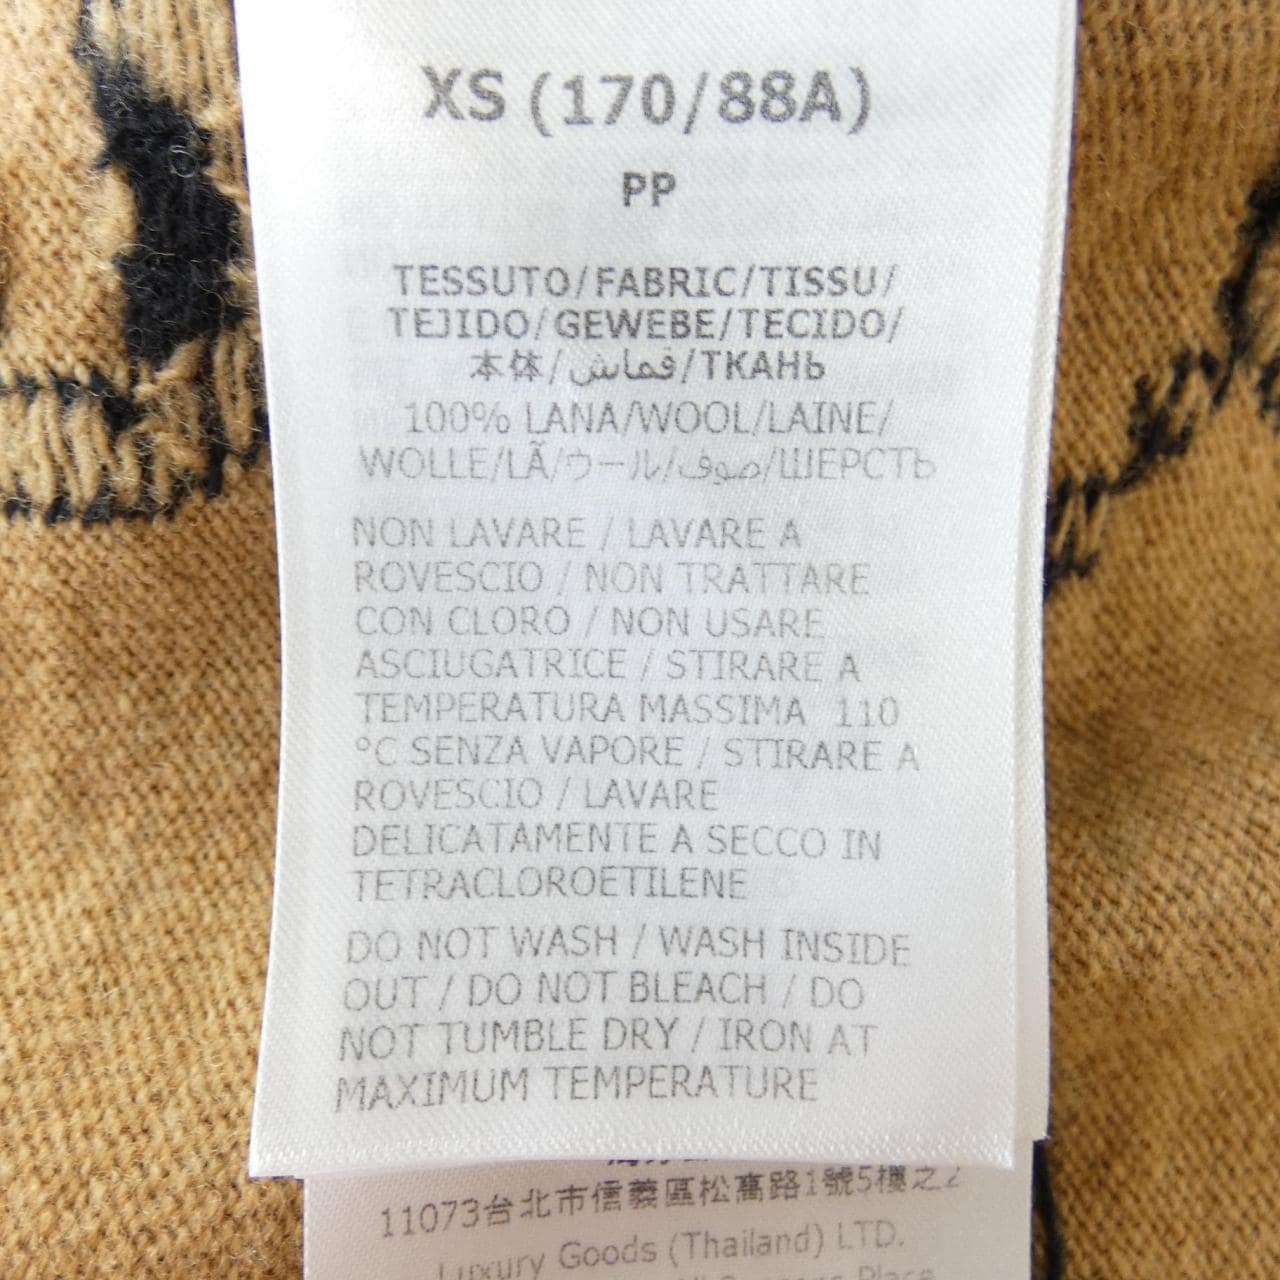 XS (170/88A)
PP
TESSUTO/FABRIC/TISSU/
TEJIDO/GEWEBE/TECIDO/
本体/قماش/ТКАНЬ
100% LANA/WOOL/LAINE/
WOLLE/LÃ/ウール/صوف/ШЕРСТЬ
NON LAVARE / LAVARE A
ROVESCIO / NON TRATTARE
CON CLORO / NON USARE
ASCIUGATRICE / STIRARE A
TEMPERATURA MASSIMA 110
°C SENZA VAPORE / STIRARE A
ROVESCIO / LAVARE
DELICATAMENTE A SECCO IN
TETRACLOROETILENE
DO NOT WASH / WASH INSIDE
OUT / DO NOT BLEACH / DO
NOT TUMBLE DRY / IRON AT
MAXIMUM TEMPERATURE
11073台北市信義區松高路1號5樓之2
Luxury Goods (Thailand) LTD.
Place